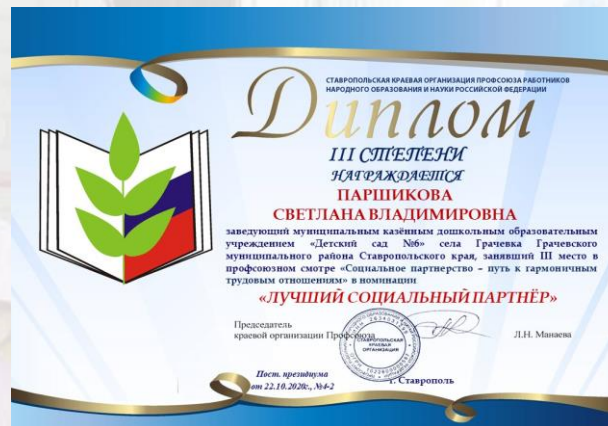 СТАВРОПОЛЬСКАЯ КРАЕВАЯ ОРГАНИЗАЦИЯ ПРОФСОЮЗА РАБОТНИКОВ
НАРОДНОГО ОБРАЗОВАНИЯ И НАУКИ РОССИЙСКОЙ ФЕДЕРАЦИИ
Диплом
III СТЕПЕНИ
НАГРАЖДАЕТСЯ
ПАРШИКОВА
СВЕТЛАНА ВЛАДИМИРОВНА
заведующий муниципальным казённым дошкольным образовательным
учреждением «Детский сад №6» села Грачевка Грачевского
муниципального района Ставропольского края, занявший III место в
профсоюзном смотре «Социальное партнерство – путь к гармоничным
трудовым отношениям» в номинации
«ЛУЧШИЙ СОЦИАЛЬНЫЙ ПАРТНЁР»
Председатель
краевой организации Профсоюза
Л.Н. Манаева
СТАВРОПОЛЬСКАЯ
КРАЕВАЯ
ОРГАНИЗАЦИЯ
Пост. президиума
от 22.10.2020г., №4-2
г. Ставрополь